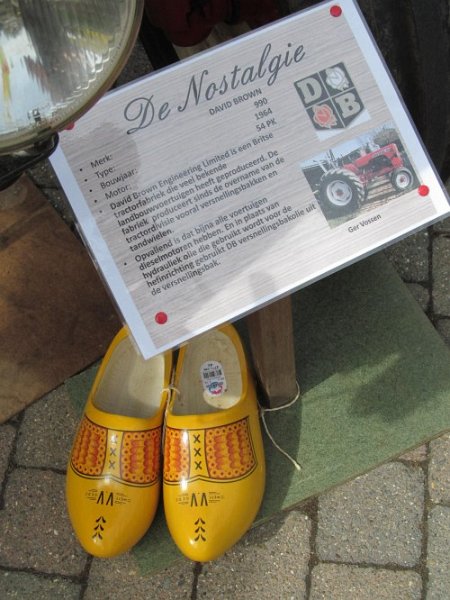 De Nostalgie
• Merk: DAVID BROWN
• Type: 990
• Bouwjaar: 1964
• Motor: 54 PK
• David Brown Engineering Limited is een Britse
tractorfabriek die veel bekende
landbouwvoertuigen heeft geproduceerd. De
fabriek produceert sinds de overname van de
tractordivisie vooral versnellingsbakken en
tandwielen.
• Opvallend is dat bijna alle voertuigen
dieselmotoren hebben. En in plaats van
hydrauliek olie die gebruikt wordt voor de
hefinrichting gebruikt DB versnellingsbakolie uit
de versnellingsbak.
D
B
Ger Vossen